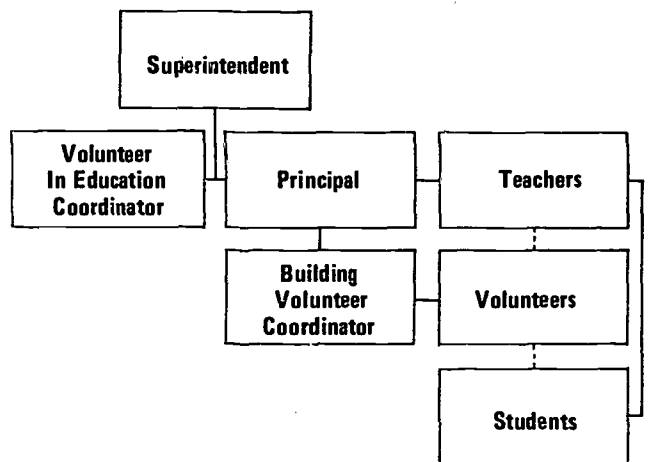 Superintendent
Volunteer
In Education
Coordinator
Principal
Teachers
Building
Volunteer
Coordinator
Volunteers
Students